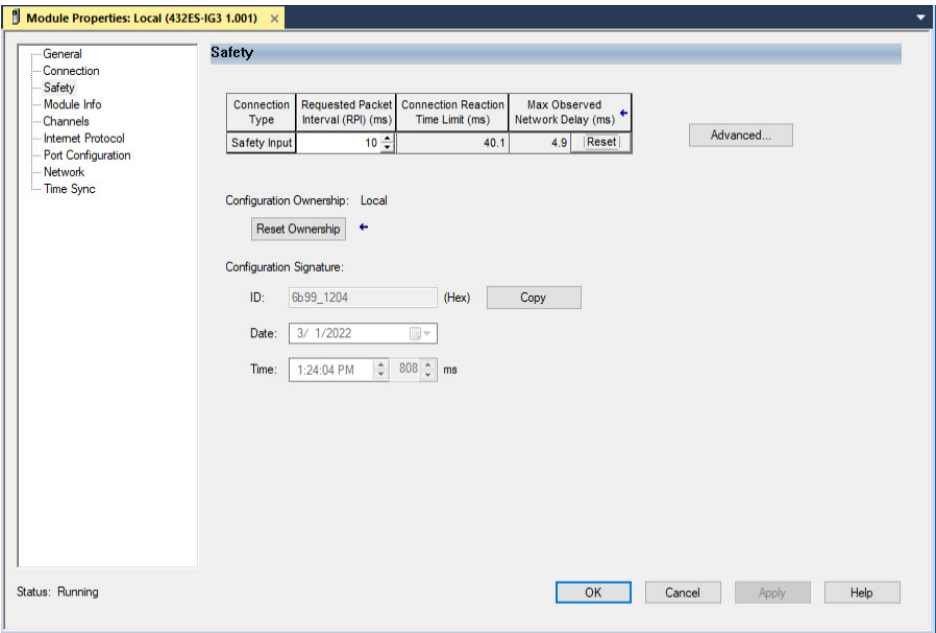 Module Properties: Local (432ES-IG3 1.001) ×
General
Connection
Safety
Module Info
Channels
Internet Protocol
Port Configuration
Network
Time Sync
Safety
Connection Type Requested Packet Interval (RPI) (ms) Connection Reaction Time Limit (ms) Max Observed Network Delay (ms)
Safety Input 10 40.1 4.9 Reset
Advanced...
Configuration Ownership: Local
Reset Ownership
Configuration Signature:
ID: 6b99_1204 (Hex) Copy
Date: 3/ 1/2022
Time: 1:24:04 PM 808 ms
Status: Running
OK Cancel Apply Help